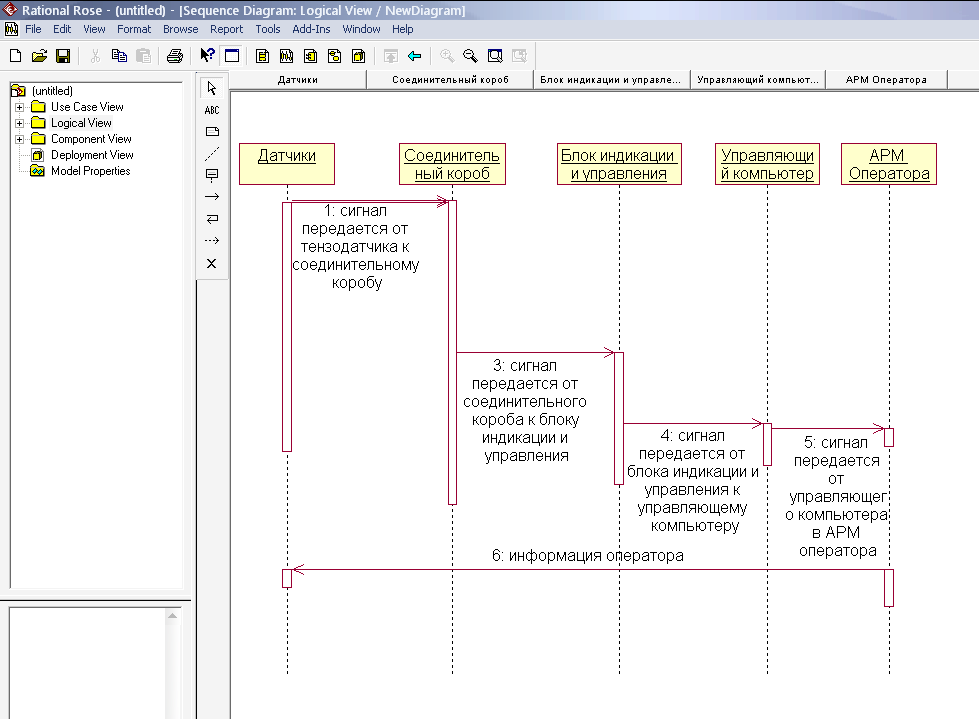 Rational Rose - (untitled) - [Sequence Diagram: Logical View / NewDiagram]
File Edit View Format Browse Report Tools Add-Ins Window Help
Датчики Соединительный короб Блок индикации и управле... Управляющий компьют... АРМ Оператора
(untitled)
Use Case View
Logical View
Component View
Deployment View
Model Properties
ABC
Датчики
Соединитель
ный короб
Блок индикации
и управления
Управляющи
й компьютер
АРМ
Оператора
1: сигнал
передается от
тензодатчика к
соединительному
коробу
3: сигнал
передается от
соединительного
короба к блоку
индикации и
управления
4: сигнал
передается от
блока индикации и
управления к
управляющему
компьютеру
5: сигнал
передается
от
управляющег
о компьютера
в АРМ
оператора
6: информация оператора